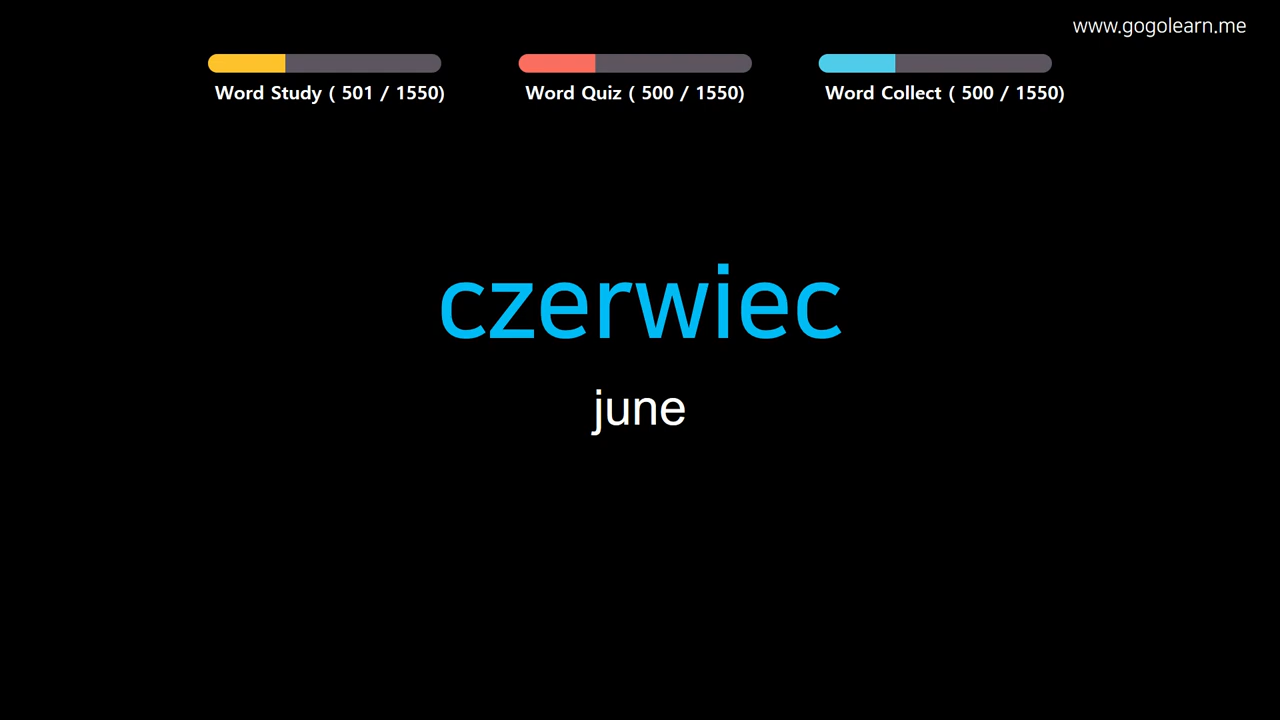 www.gogolearn.me
Word Study ( 501 / 1550)
Word Quiz ( 500 / 1550)
Word Collect ( 500 / 1550)
czerwiec
june